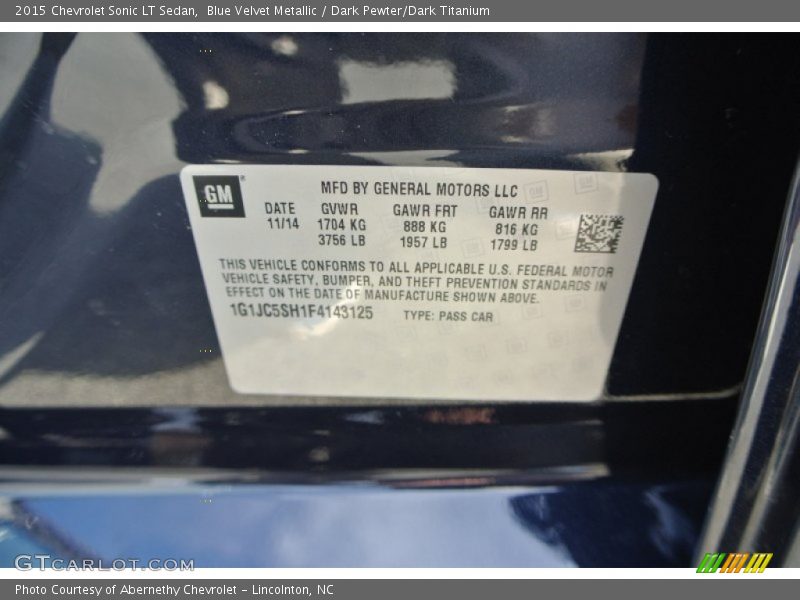 2015 Chevrolet Sonic LT Sedan,  Blue Velvet Metallic / Dark Pewter/Dark Titanium
GM
MFD BY GENERAL MOTORS LLC
DATE GVWR GAWR FRT GAWR RR
11/14 1704 KG 888 KG 816 KG
3756 LB 1957 LB 1799 LB
THIS VEHICLE CONFORMS TO ALL APPLICABLE U.S. FEDERAL MOTOR
VEHICLE SAFETY, BUMPER, AND THEFT PREVENTION STANDARDS IN
EFFECT ON THE DATE OF MANUFACTURE SHOWN ABOVE.
1G1JC5SH1F4143125 TYPE: PASS CAR
GTCARLOT.COM
Photo Courtesy of Abernethy Chevrolet – Lincolnton, NC